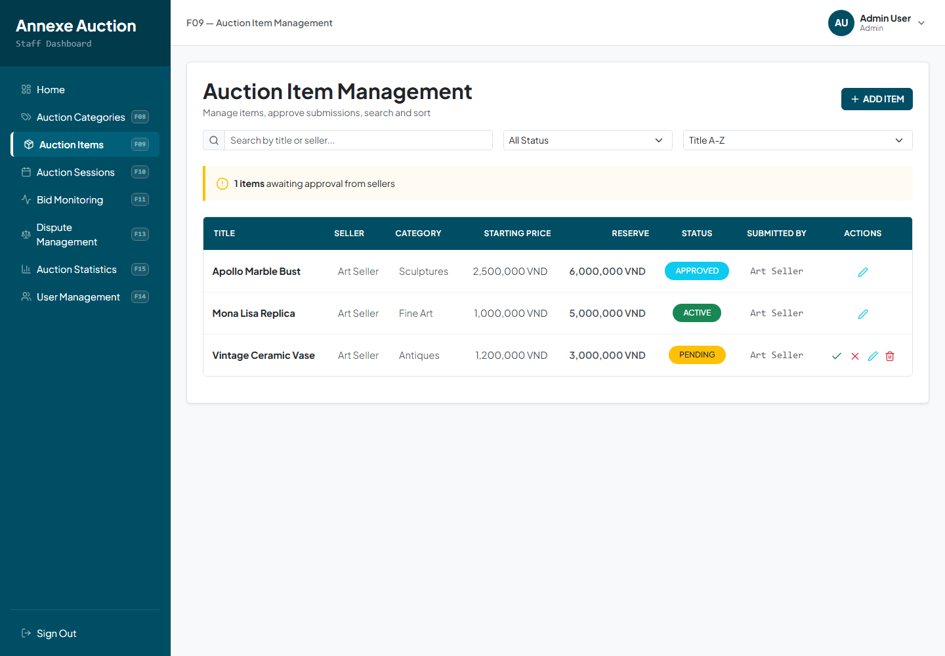 Annexe Auction
Staff Dashboard
Home
Auction Categories F08
Auction Items F09
Auction Sessions F10
Bid Monitoring F11
Dispute
Management F13
Auction Statistics F15
User Management F14
Sign Out
F09 — Auction Item Management
AU
Admin User
Admin
Auction Item Management
Manage items, approve submissions, search and sort
+ ADD ITEM
Search by title or seller...
All Status
Title A-Z
1 items awaiting approval from sellers
TITLE SELLER CATEGORY STARTING PRICE RESERVE STATUS SUBMITTED BY ACTIONS
Apollo Marble Bust Art Seller Sculptures 2,500,000 VND 6,000,000 VND APPROVED Art Seller
Mona Lisa Replica Art Seller Fine Art 1,000,000 VND 5,000,000 VND ACTIVE Art Seller
Vintage Ceramic Vase Art Seller Antiques 1,200,000 VND 3,000,000 VND PENDING Art Seller